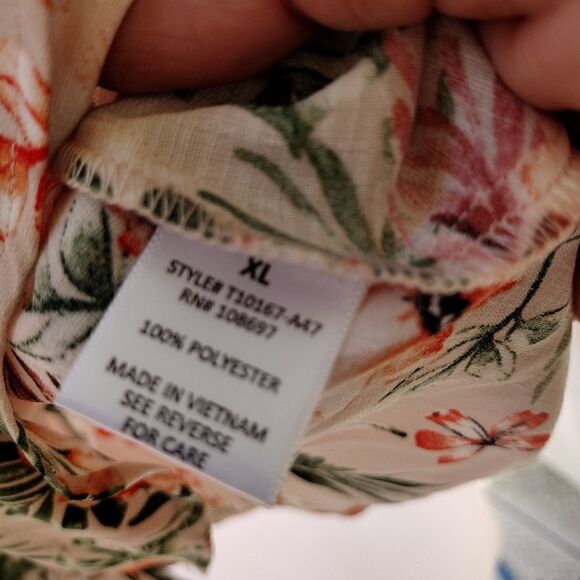 XL
STYLE# T10167-A47
RN# 108697
100% POLYESTER
MADE IN VIETNAM
SEE REVERSE
FOR CARE